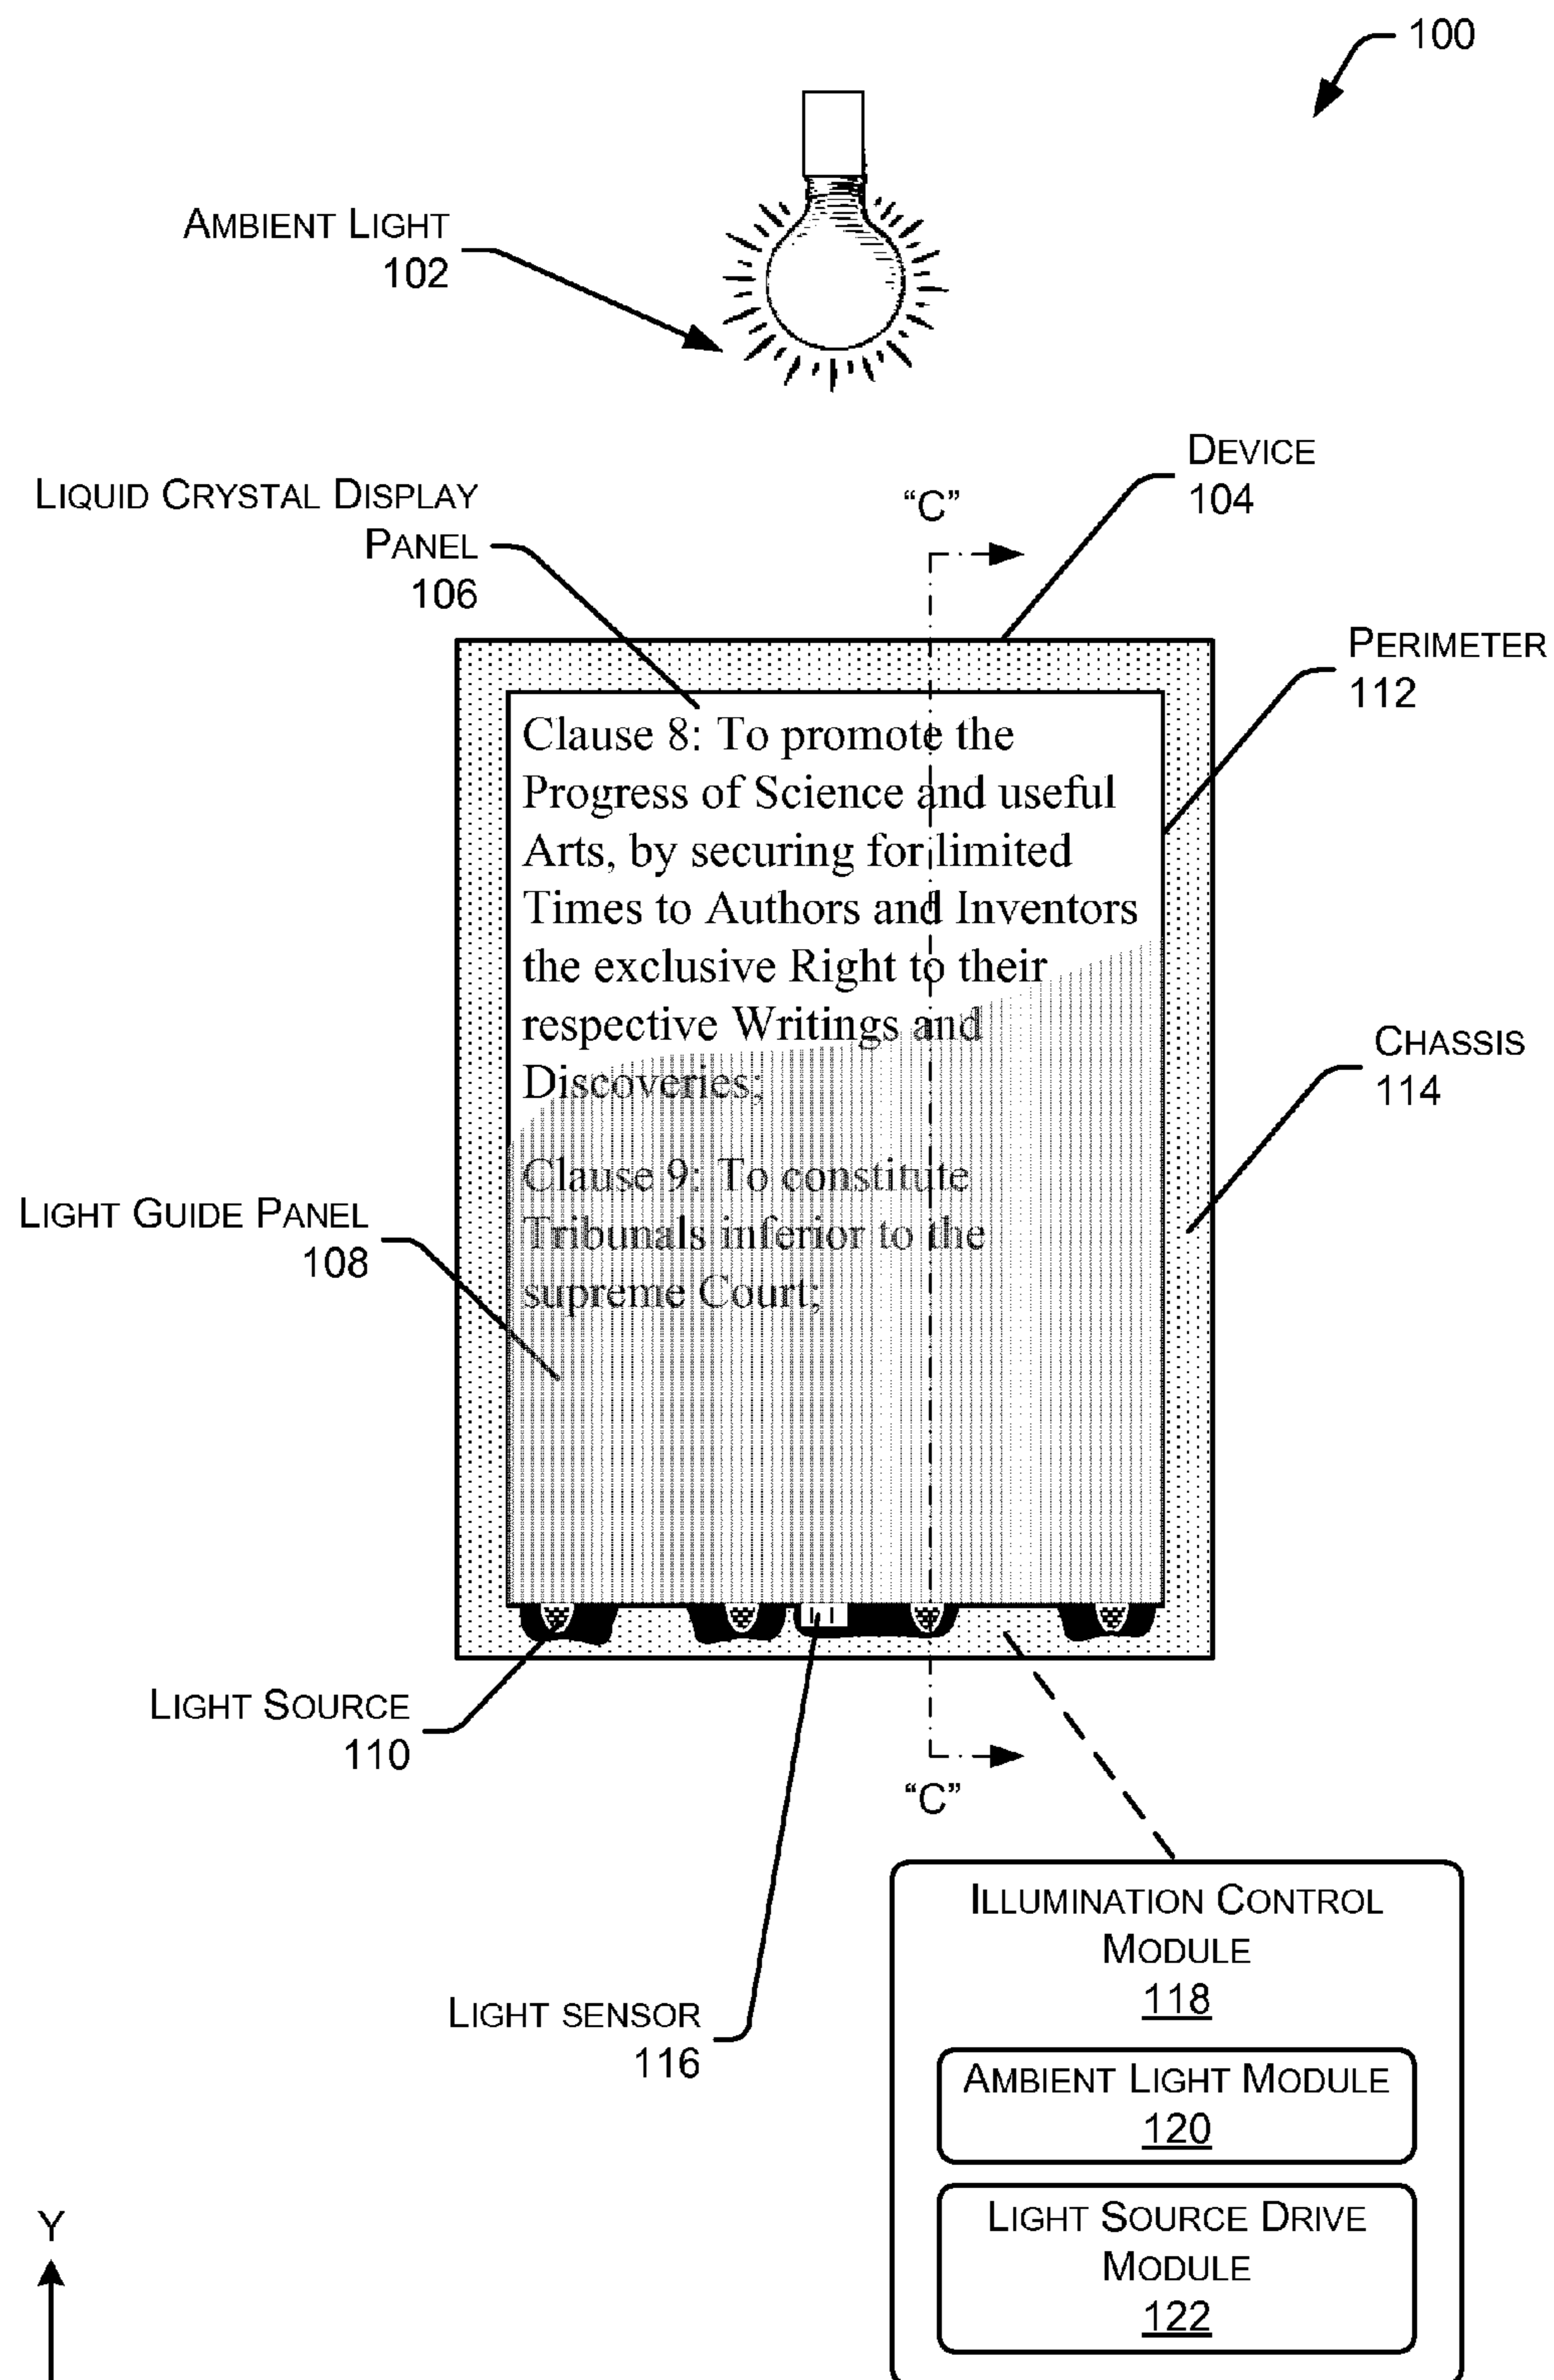 100
AMBIENT LIGHT
102
DEVICE
104
LIQUID CRYSTAL DISPLAY
PANEL
106
"C"
PERIMETER
112
Clause 8: To promote the
Progress of Science and useful
Arts, by securing for limited
Times to Authors and Inventors
the exclusive Right to their
respective Writings and
Discoveries;
Clause 9: To constitute
Tribunals inferior to the
supreme Court;
CHASSIS
114
LIGHT GUIDE PANEL
108
LIGHT SOURCE
110
"C"
LIGHT SENSOR
116
ILLUMINATION CONTROL
MODULE
118
AMBIENT LIGHT MODULE
120
LIGHT SOURCE DRIVE
MODULE
122
Y